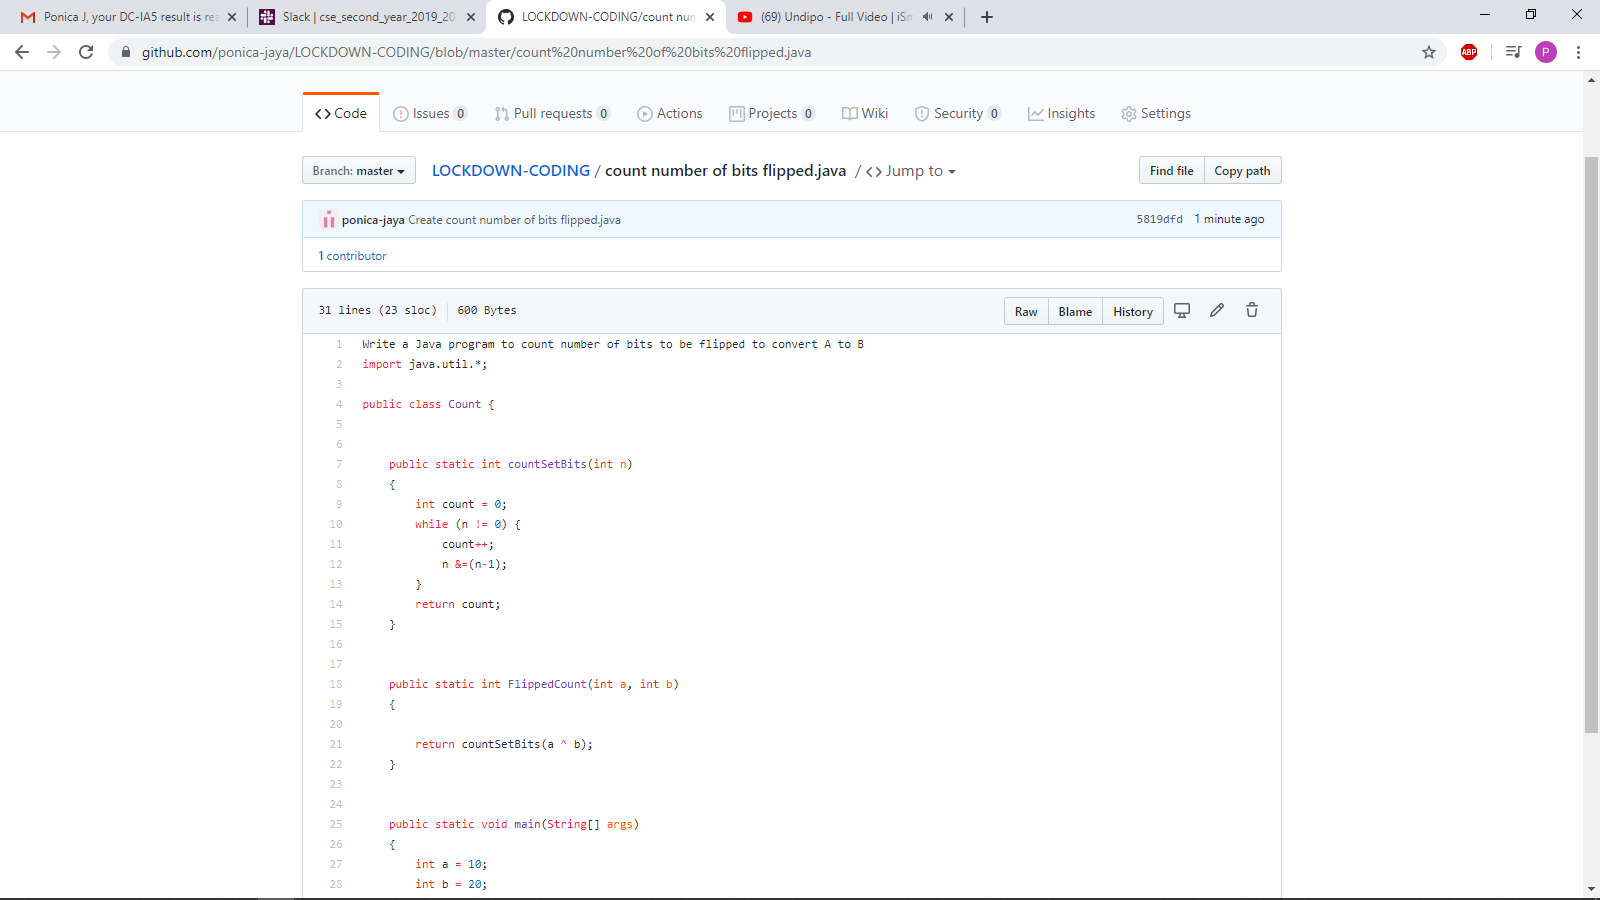 Ponica J, your DC-IA5 result is rea
Slack | cse_second_year_2019_20
LOCKDOWN-CODING/count num
(69) Undipo - Full Video | iSm
github.com/ponica-jaya/LOCKDOWN-CODING/blob/master/count%20number%20of%20bits%20flipped.java
ABP
P
Code
Issues 0
Pull requests 0
Actions
Projects 0
Wiki
Security 0
Insights
Settings
Branch: master
LOCKDOWN-CODING / count number of bits flipped.java / <> Jump to
Find file
Copy path
ponica-jaya Create count number of bits flipped.java
5819dfd 1 minute ago
1 contributor
31 lines (23 sloc) 600 Bytes
Raw
Blame
History
1 Write a Java program to count number of bits to be flipped to convert A to B
2 import java.util.*;
3
4 public class Count {
5
6
7 public static int countSetBits(int n)
8 {
9 int count = 0;
10 while (n != 0) {
11 count++;
12 n &=(n-1);
13 }
14 return count;
15 }
16
17
18 public static int FlippedCount(int a, int b)
19 {
20
21 return countSetBits(a ^ b);
22 }
23
24
25 public static void main(String[] args)
26 {
27 int a = 10;
28 int b = 20;